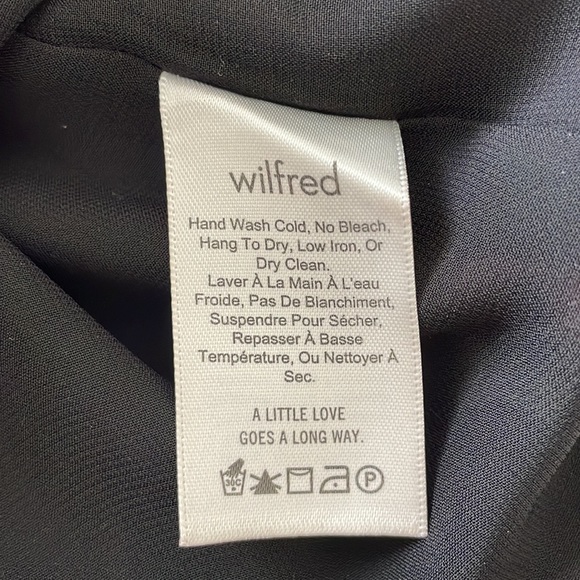 wilfred
Hand Wash Cold, No Bleach,
Hang To Dry, Low Iron, Or
Dry Clean.
Laver À La Main À L'eau
Froide, Pas De Blanchiment,
Suspendre Pour Sécher,
Repasser À Basse
Température, Ou Nettoyer À
Sec.
A LITTLE LOVE
GOES A LONG WAY.
30C P